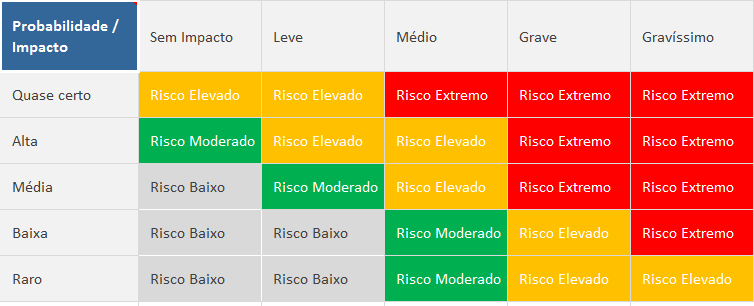 Probabilidade /
Impacto
Sem Impacto Leve Médio Grave Gravíssimo
Quase certo Risco Elevado Risco Elevado Risco Extremo Risco Extremo Risco Extremo
Alta Risco Moderado Risco Elevado Risco Elevado Risco Extremo Risco Extremo
Média Risco Baixo Risco Moderado Risco Elevado Risco Extremo Risco Extremo
Baixa Risco Baixo Risco Baixo Risco Moderado Risco Elevado Risco Extremo
Raro Risco Baixo Risco Baixo Risco Moderado Risco Elevado Risco Elevado